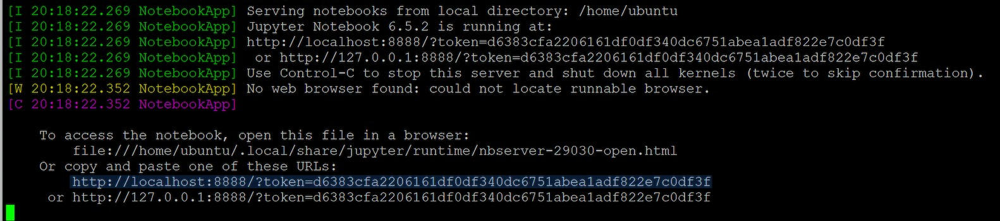 [I 20:18:22.269 NotebookApp] Serving notebooks from local directory: /home/ubuntu
[I 20:18:22.269 NotebookApp] Jupyter Notebook 6.5.2 is running at:
[I 20:18:22.269 NotebookApp] http://localhost:8888/?token=d6383cfa2206161df0df340dc6751abea1adf822e7c0df3f
[I 20:18:22.269 NotebookApp]  or http://127.0.0.1:8888/?token=d6383cfa2206161df0df340dc6751abea1adf822e7c0df3f
[I 20:18:22.269 NotebookApp] Use Control-C to stop this server and shut down all kernels (twice to skip confirmation).
[W 20:18:22.352 NotebookApp] No web browser found: could not locate runnable browser.
[C 20:18:22.352 NotebookApp]
To access the notebook, open this file in a browser:
file:///home/ubuntu/.local/share/jupyter/runtime/nbserver-29030-open.html
Or copy and paste one of these URLs:
http://localhost:8888/?token=d6383cfa2206161df0df340dc6751abea1adf822e7c0df3f
or http://127.0.0.1:8888/?token=d6383cfa2206161df0df340dc6751abea1adf822e7c0df3f